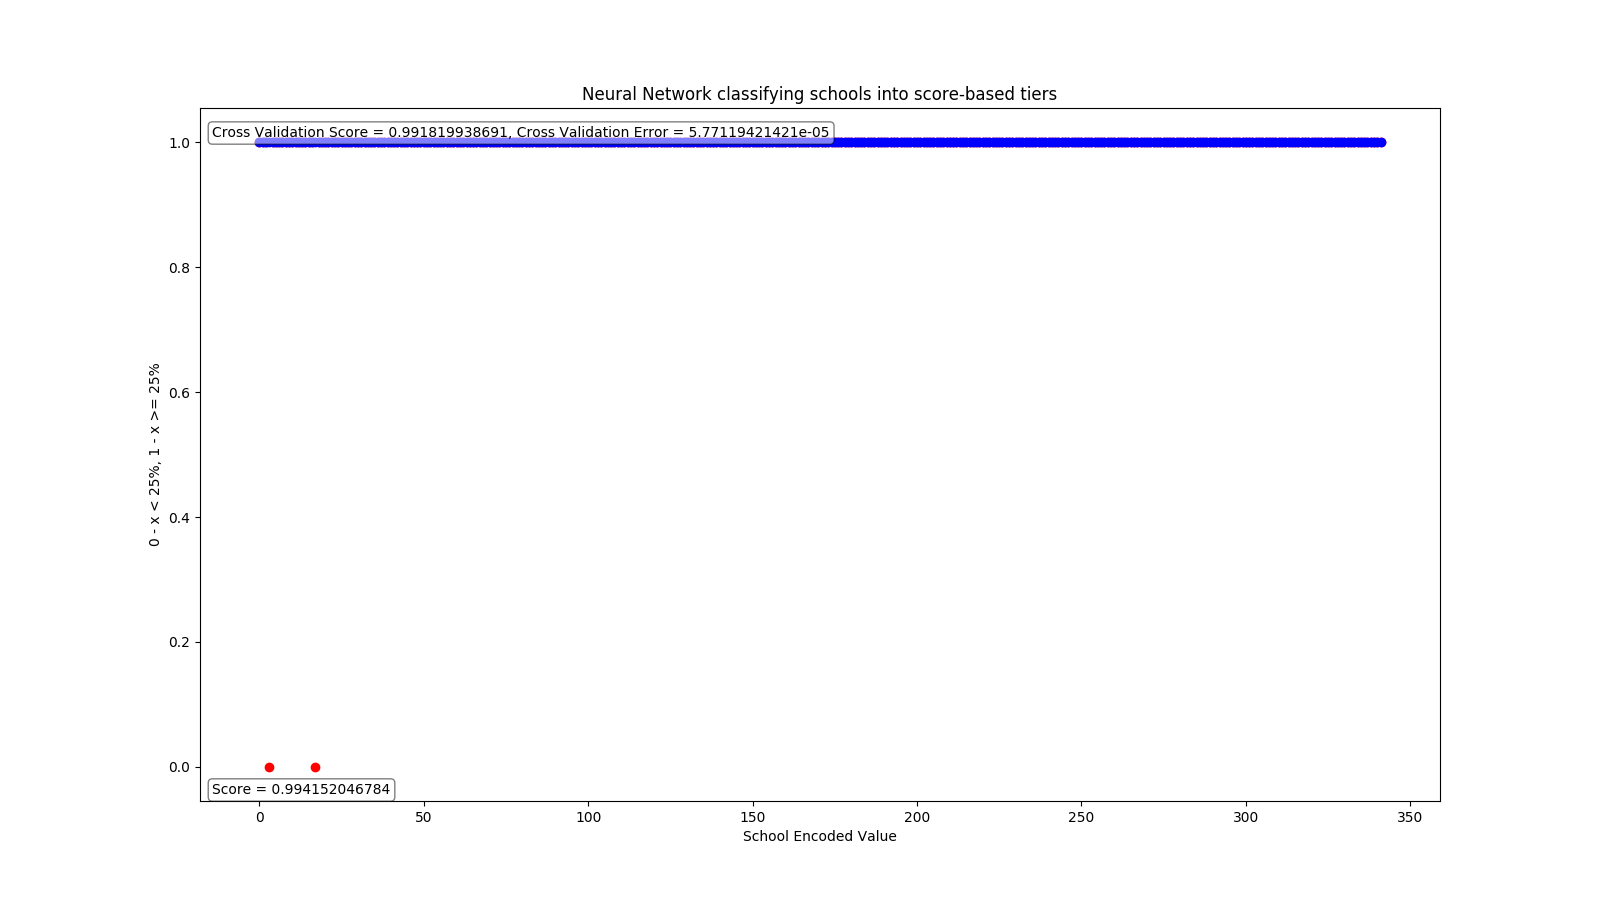 Neural Network classifying schools into score-based tiers
Cross Validation Score = 0.991819938691, Cross Validation Error = 5.77119421421e-05
1.0
0.8
0.6
0.4
0.2
0.0
0 - x < 25%, 1 - x >= 25%
Score = 0.994152046784
0 50 100 150 200 250 300 350
School Encoded Value